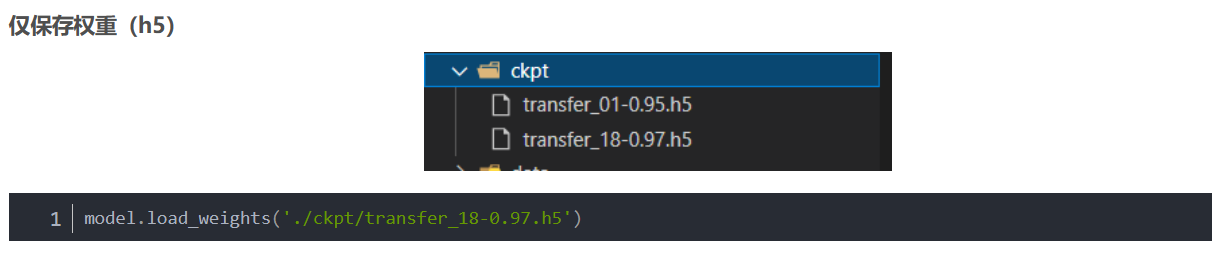 仅保存权重（h5）
ckpt
transfer_01-0.95.h5
transfer_18-0.97.h5
1 model.load_weights('./ckpt/transfer_18-0.97.h5')